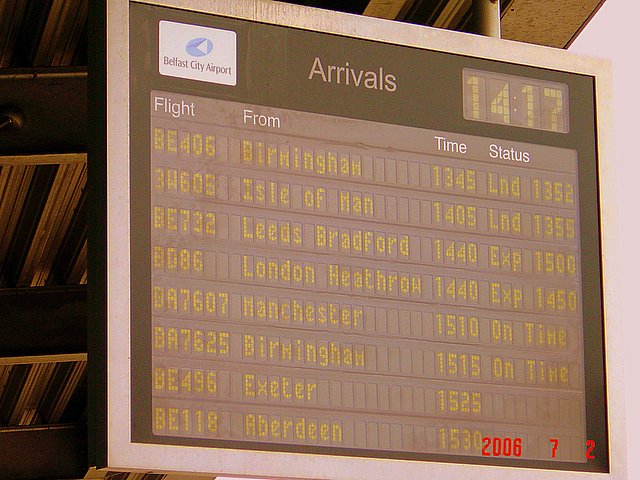 Belfast City Airport
Arrivals
14:17
Flight From Time Status
BE406 Birmingham 1345 Lnd 1352
3W605 Isle of Man 1405 Lnd 1355
BE732 Leeds Bradford 1440 Exp 1500
BD86 London Heathrow 1440 Exp 1450
BA7607 Manchester 1510 On Time
BA7625 Birmingham 1515 On Time
BE496 Exeter 1525
BE118 Aberdeen 1530
2006 7 2